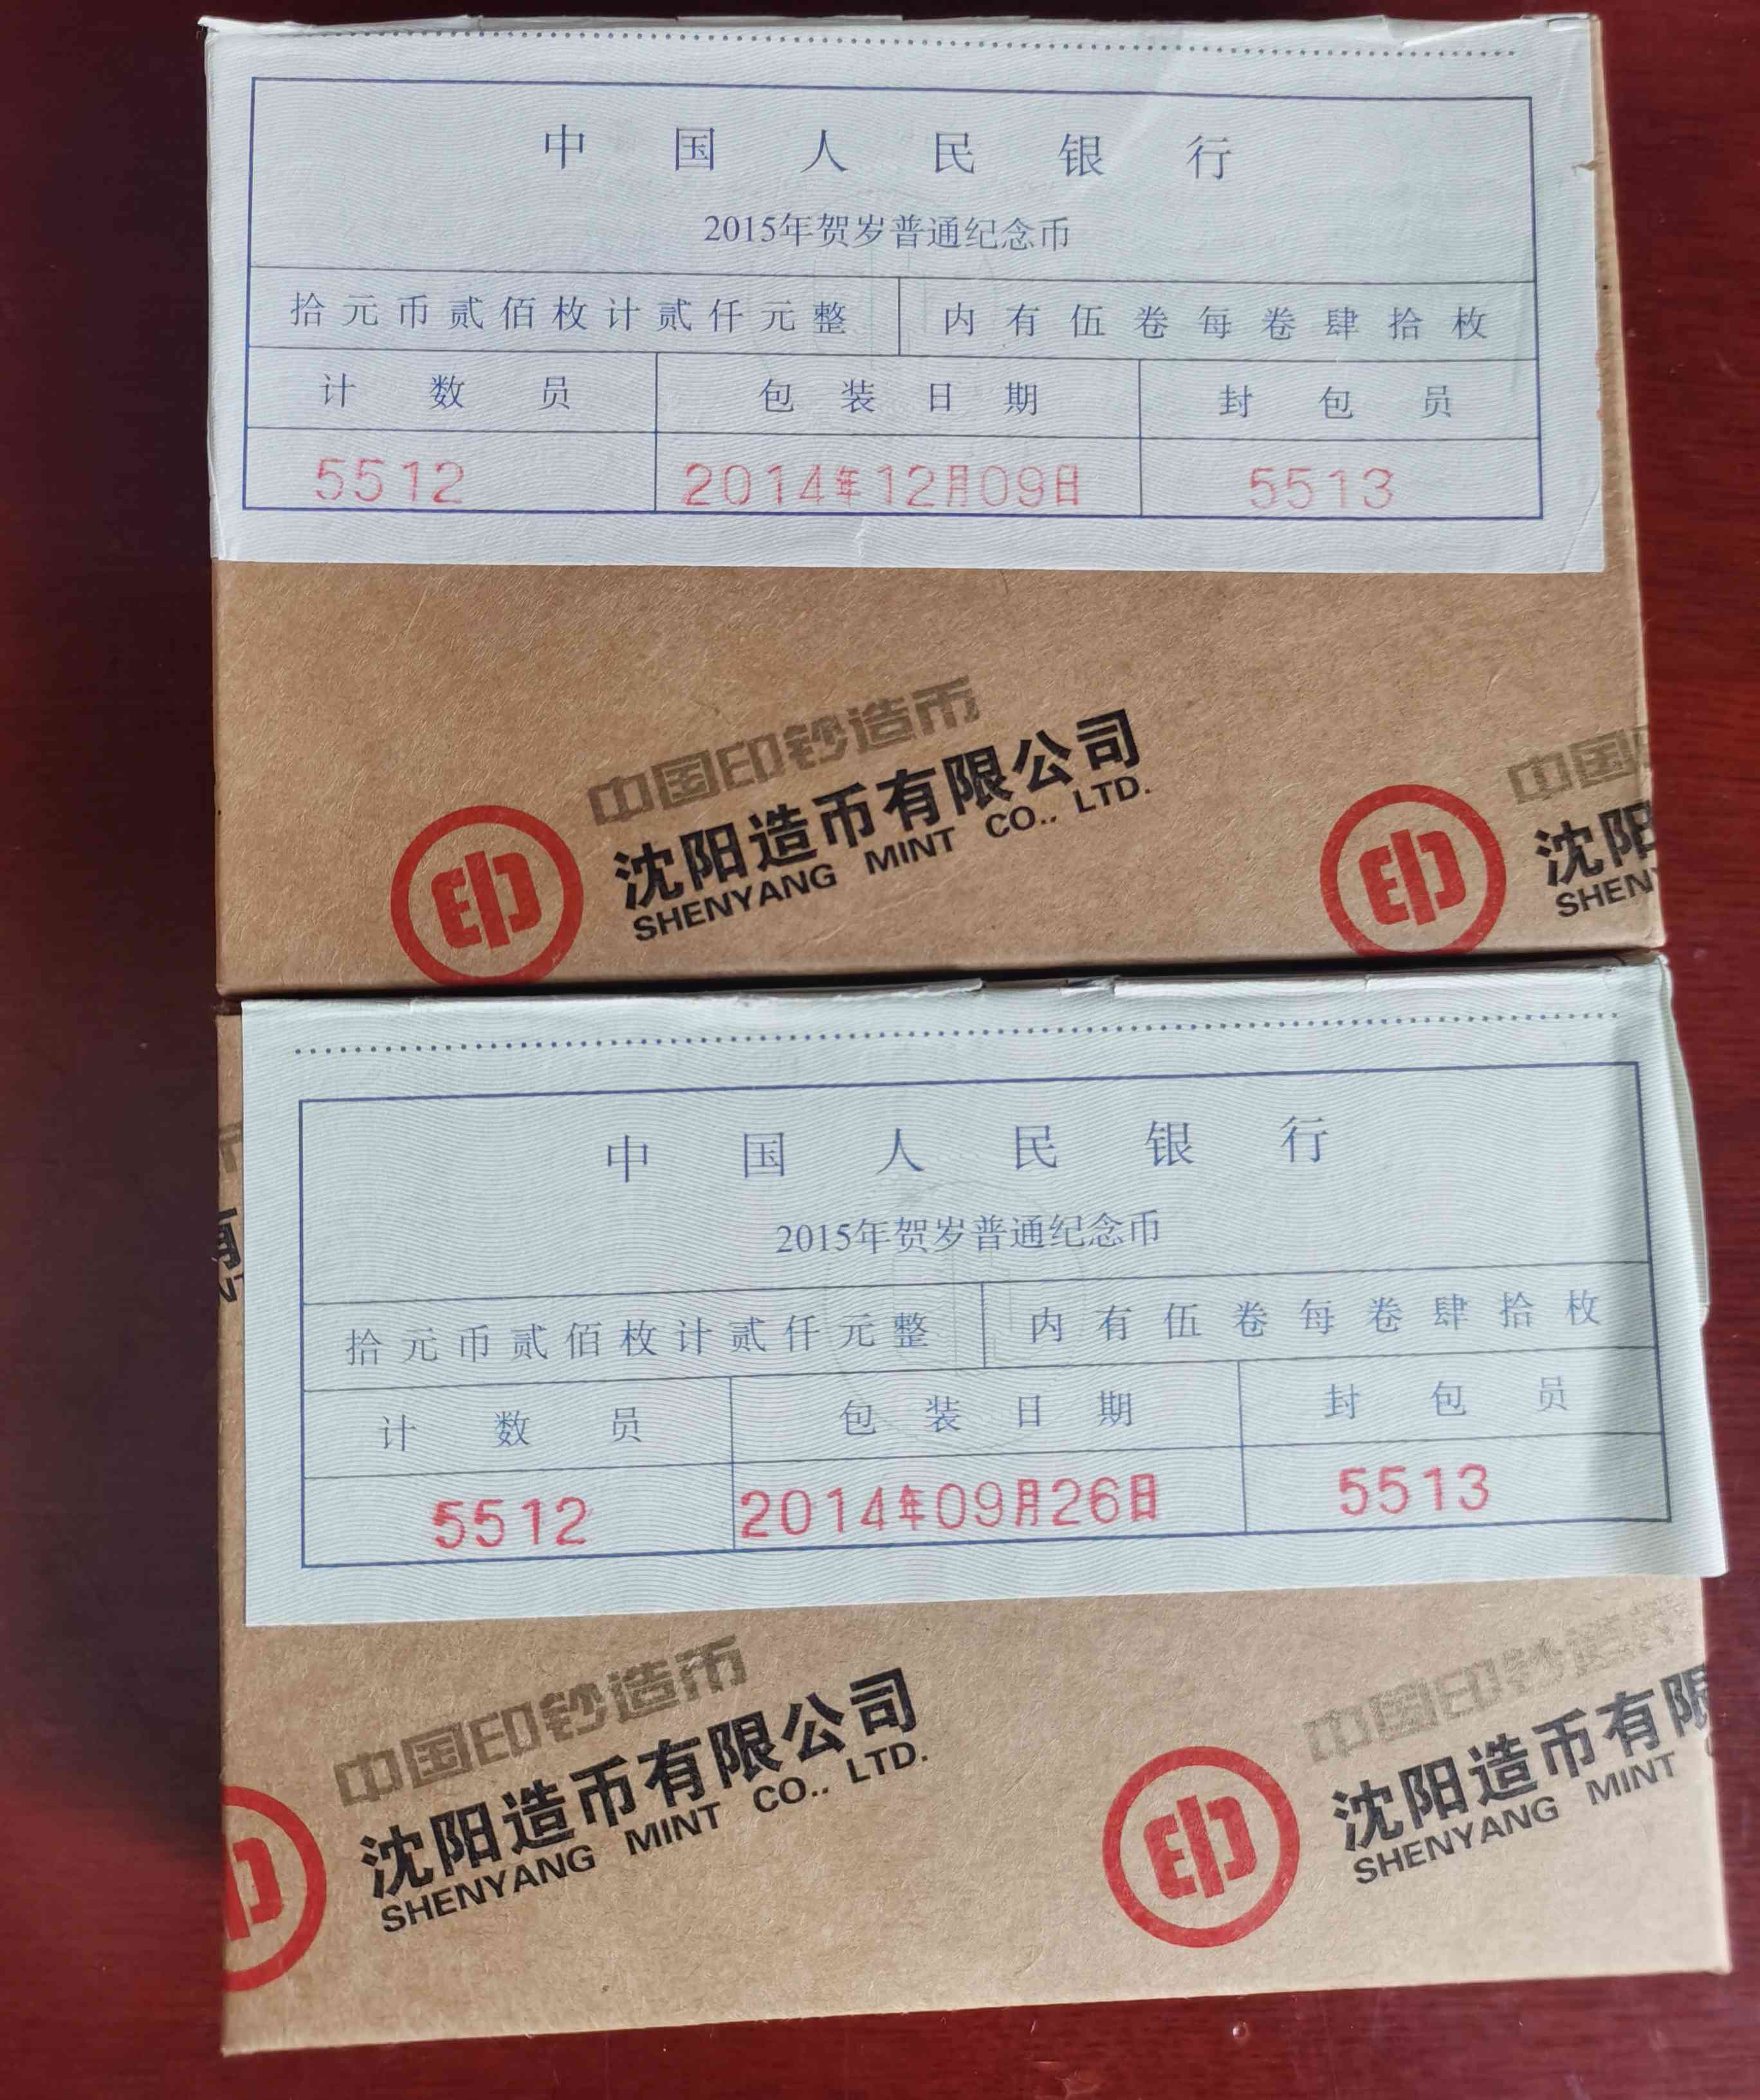 中国人民银行
2015年贺岁普通纪念币
拾元币贰佰枚计贰仟元整 内有伍卷每卷肆拾枚
计数员 包装日期 封包员
5512 2014年12月09日 5513
中国印钞造币
沈阳造币有限公司
SHENYANG MINT CO., LTD.
印
中国
沈阳
SHENY
印
中国人民银行
2015年贺岁普通纪念币
拾元币贰佰枚计贰仟元整 内有伍卷每卷肆拾枚
计数员 包装日期 封包员
5512 2014年09月26日 5513
中国印钞造币
沈阳造币有限公司
SHENYANG MINT CO., LTD.
中国印钞造币
沈阳造币有限
SHENYANG MINT
印